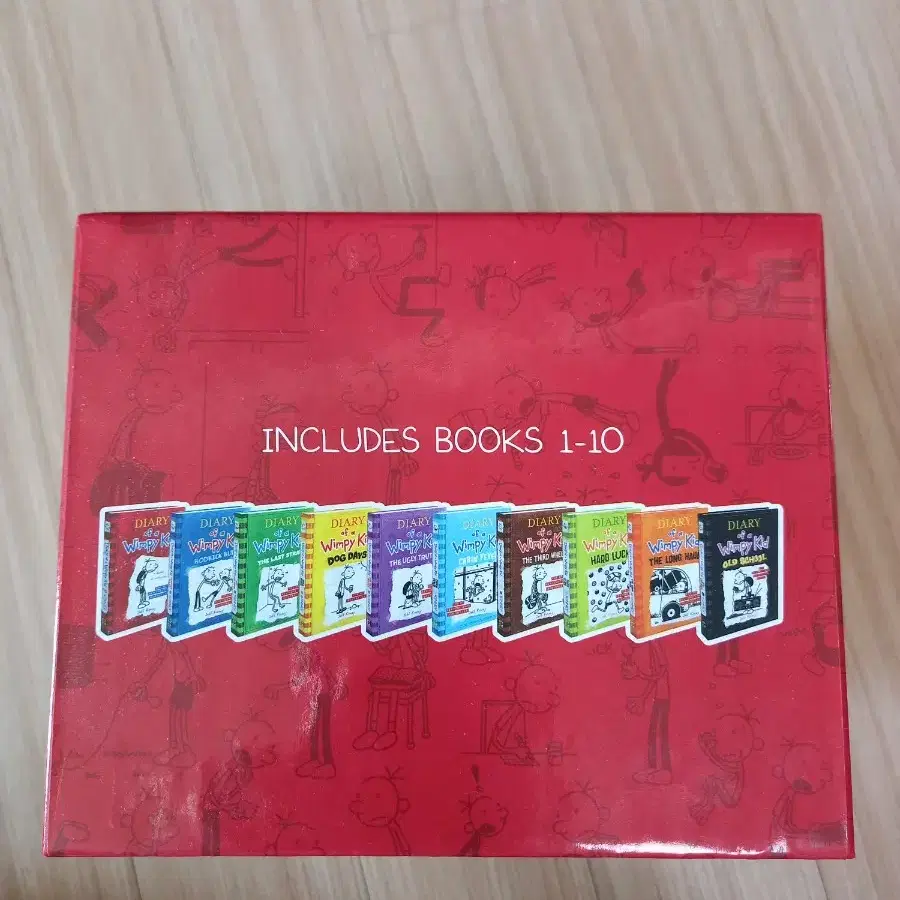 INCLUDES BOOKS 1-10
DIARY
of a
Wimpy Kid
DIARY
of a
Wimpy Kid
DIARY
of a
Wimpy Kid
THE LAST STRAW
DIARY
of a
Wimpy Kid
DOG DAYS
DIARY
of a
Wimpy Kid
THE UGLY TRUTH
DIARY
of a
Wimpy Kid
CABIN FEVER
DIARY
of a
Wimpy Kid
THE THIRD WHEEL
DIARY
of a
Wimpy Kid
HARD LUCK
DIARY
of a
Wimpy Kid
THE LONG HAUL
DIARY
of a
Wimpy Kid
OLD SCHOOL